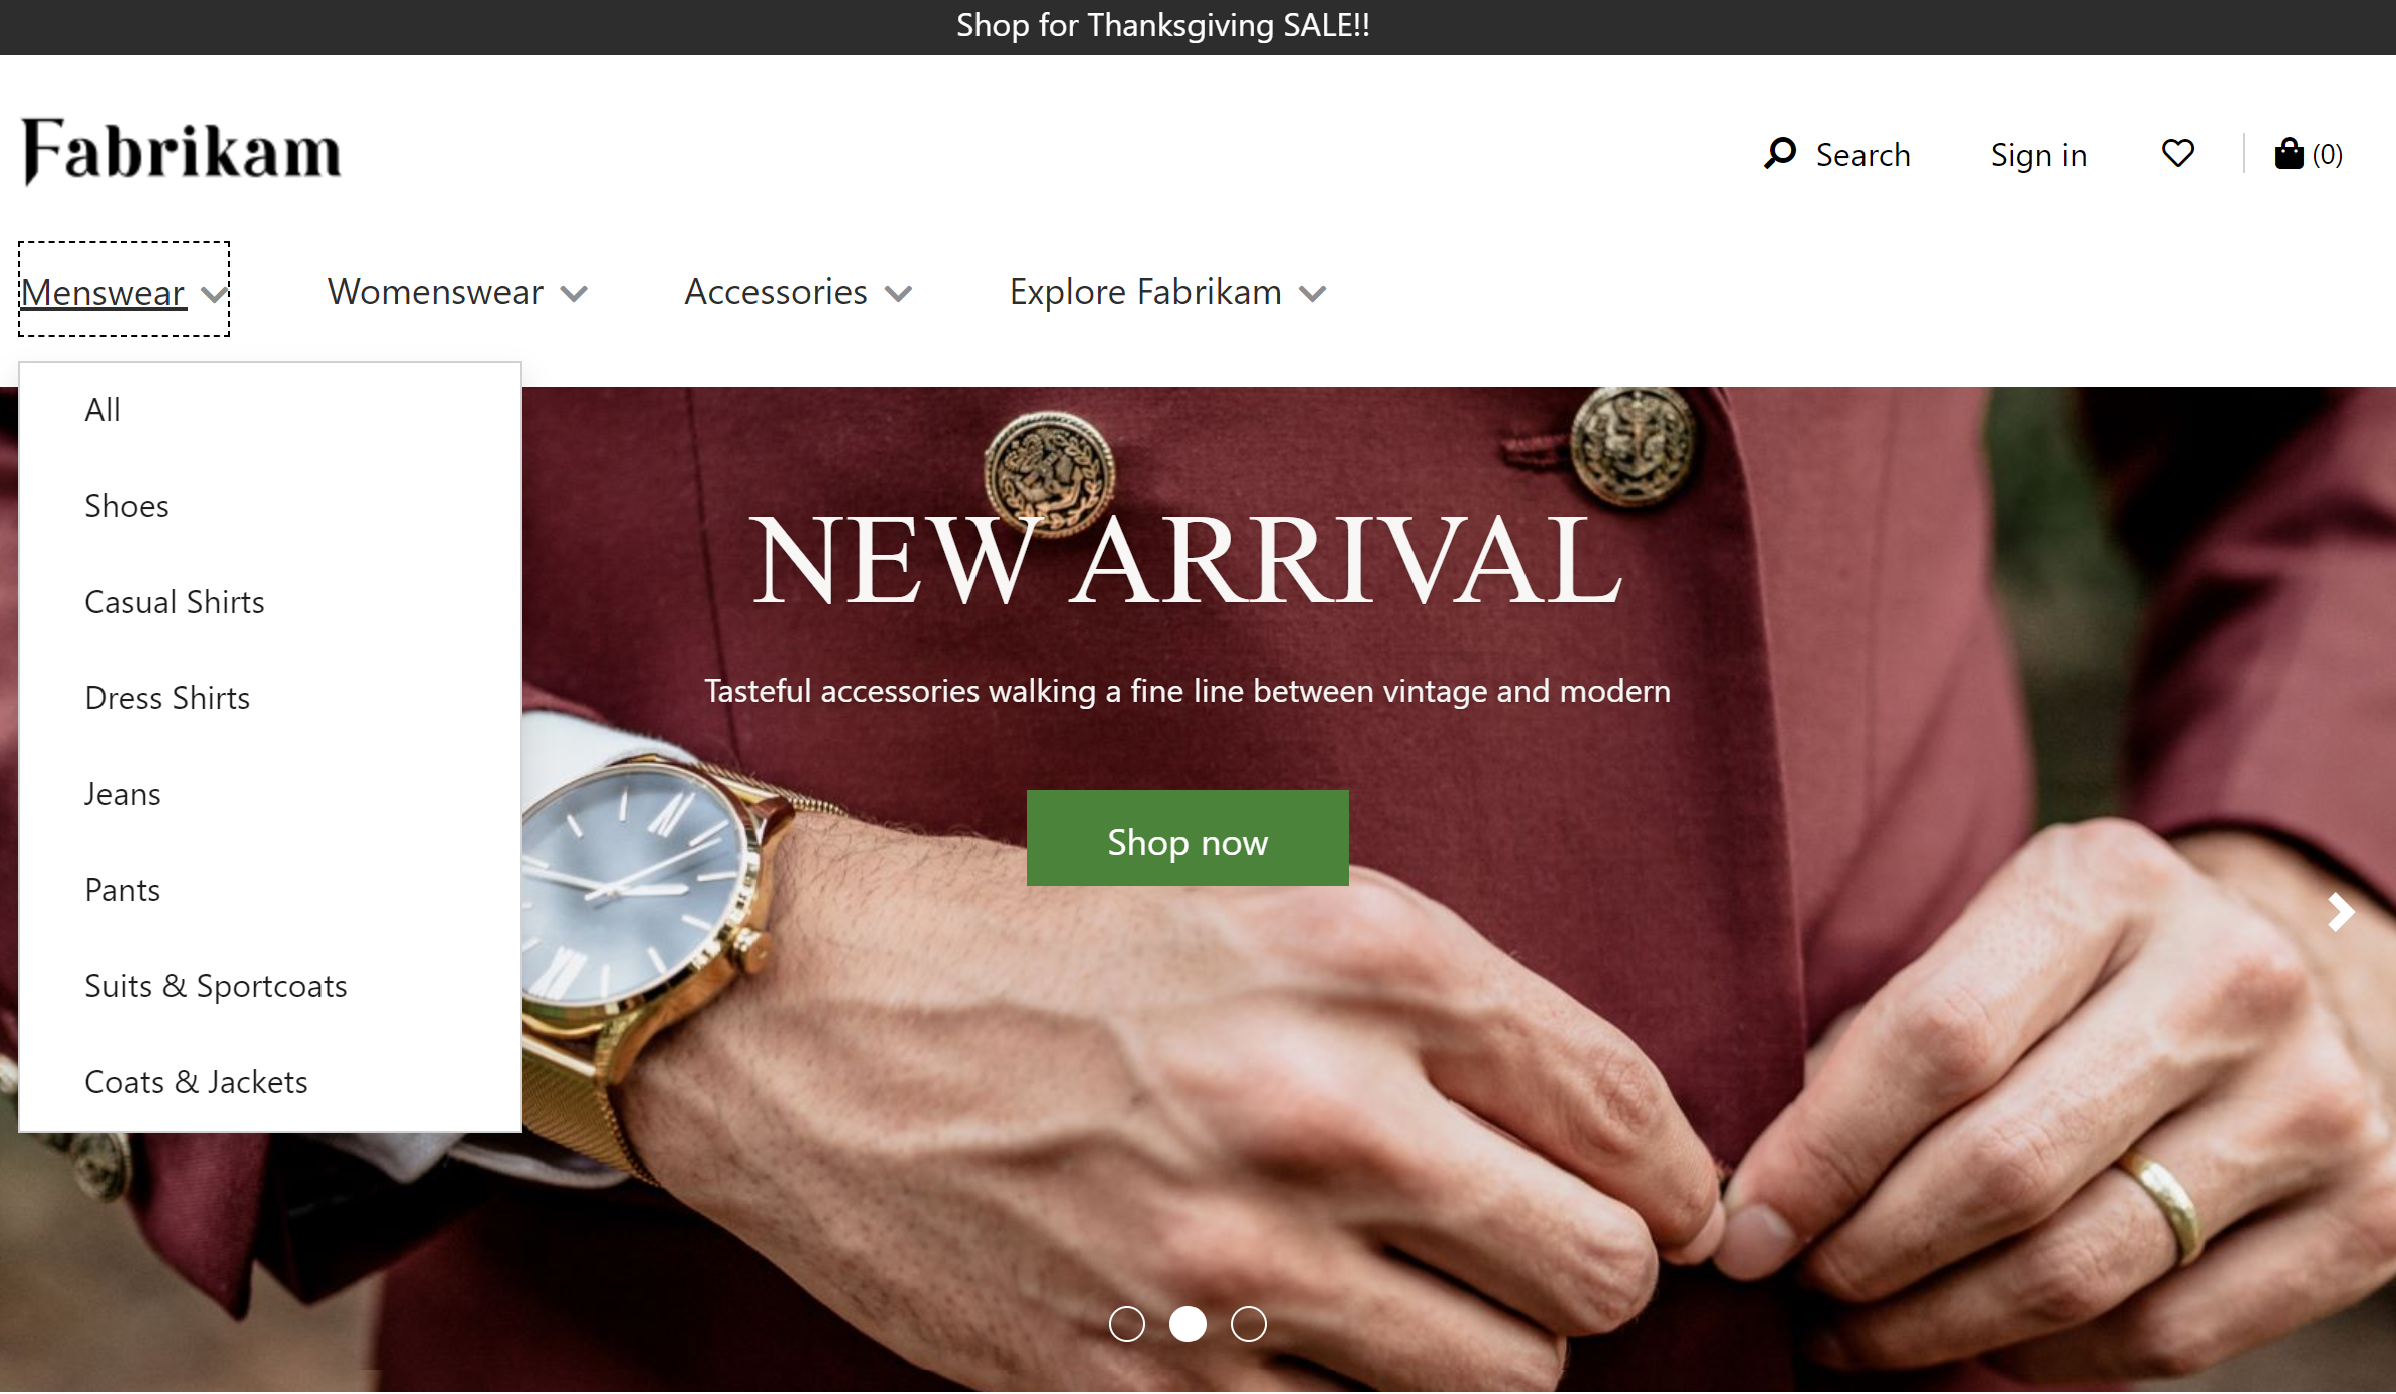 Shop for Thanksgiving SALE!!
Fabrikam
Search
Sign in
(0)
Menswear
Womenswear
Accessories
Explore Fabrikam
All
Shoes
Casual Shirts
Dress Shirts
Jeans
Pants
Suits & Sportcoats
Coats & Jackets
NEW ARRIVAL
Tasteful accessories walking a fine line between vintage and modern
Shop now